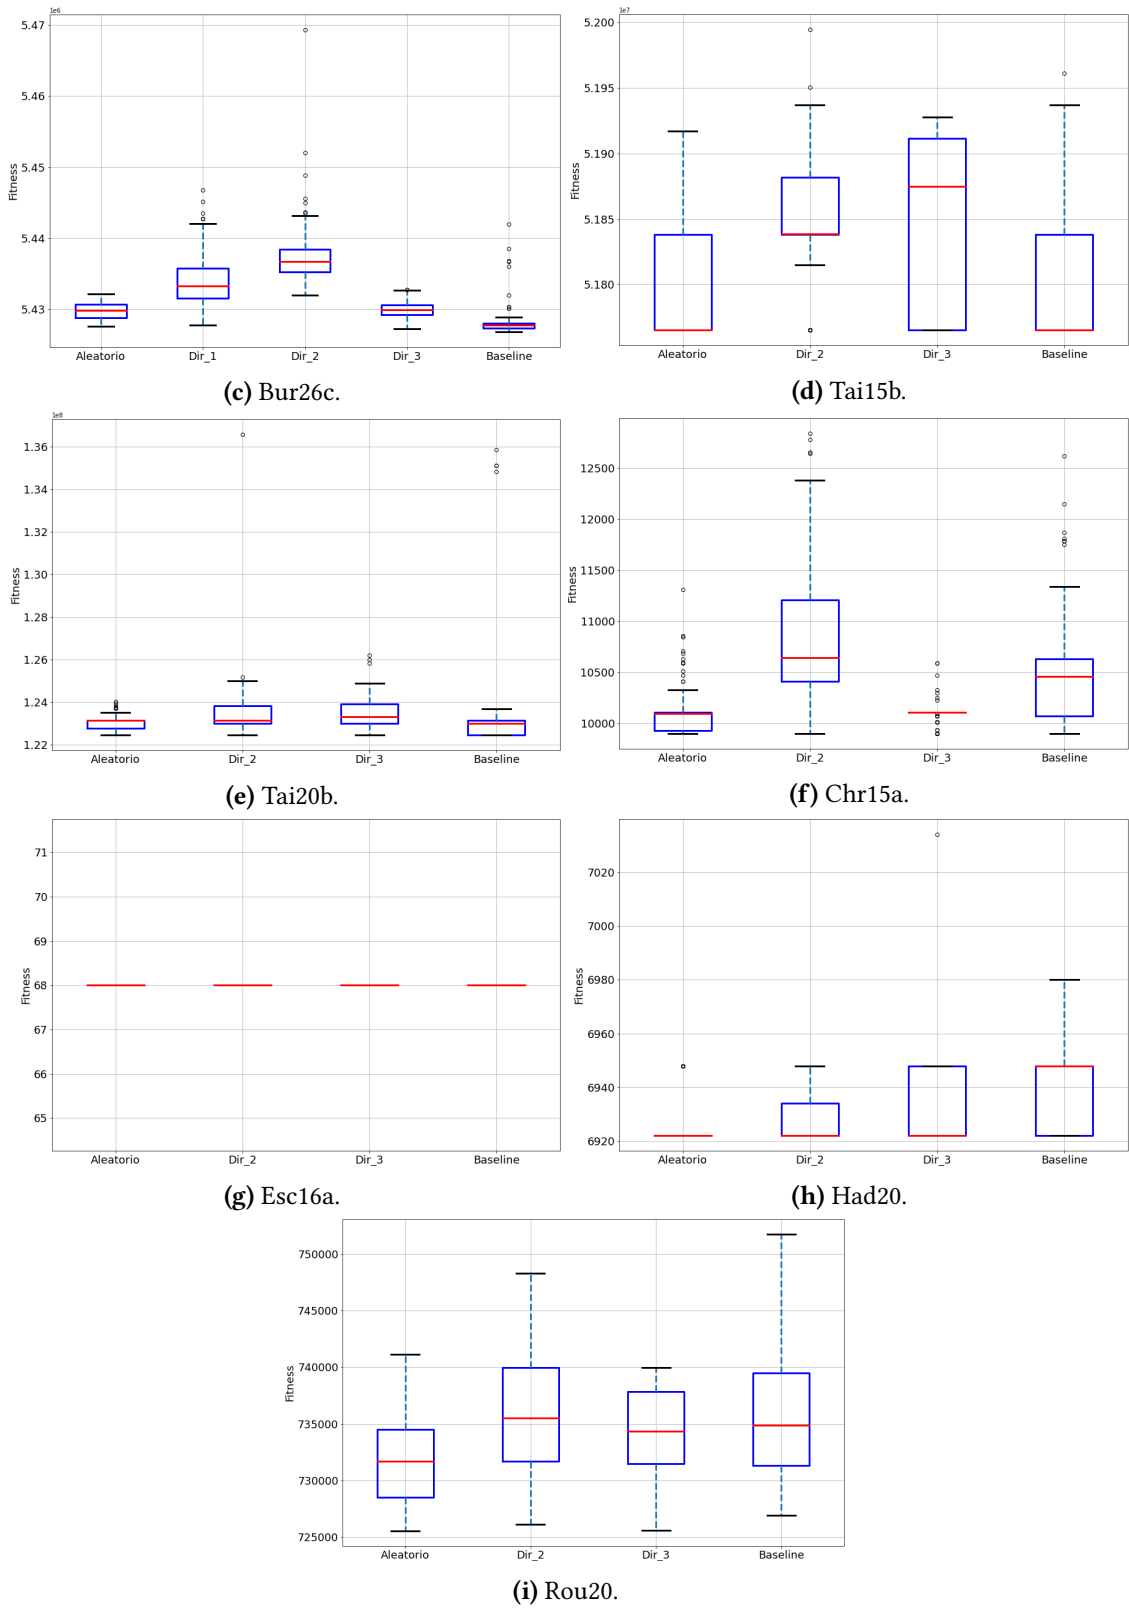 1e6
5.47
5.46
5.45
5.44
5.43
Fitness
Aleatorio Dir_1 Dir_2 Dir_3 Baseline
(c) Bur26c.
1e7
5.200
5.195
5.190
5.185
5.180
Fitness
Aleatorio Dir_2 Dir_3 Baseline
(d) Tai15b.
1e8
1.36
1.34
1.32
1.30
1.28
1.26
1.24
1.22
Fitness
Aleatorio Dir_2 Dir_3 Baseline
(e) Tai20b.
12500
12000
11500
11000
10500
10000
Fitness
Aleatorio Dir_2 Dir_3 Baseline
(f) Chr15a.
71
70
69
68
67
66
65
Fitness
Aleatorio Dir_2 Dir_3 Baseline
(g) Esc16a.
7020
7000
6980
6960
6940
6920
Fitness
Aleatorio Dir_2 Dir_3 Baseline
(h) Had20.
750000
745000
740000
735000
730000
725000
Fitness
Aleatorio Dir_2 Dir_3 Baseline
(i) Rou20.